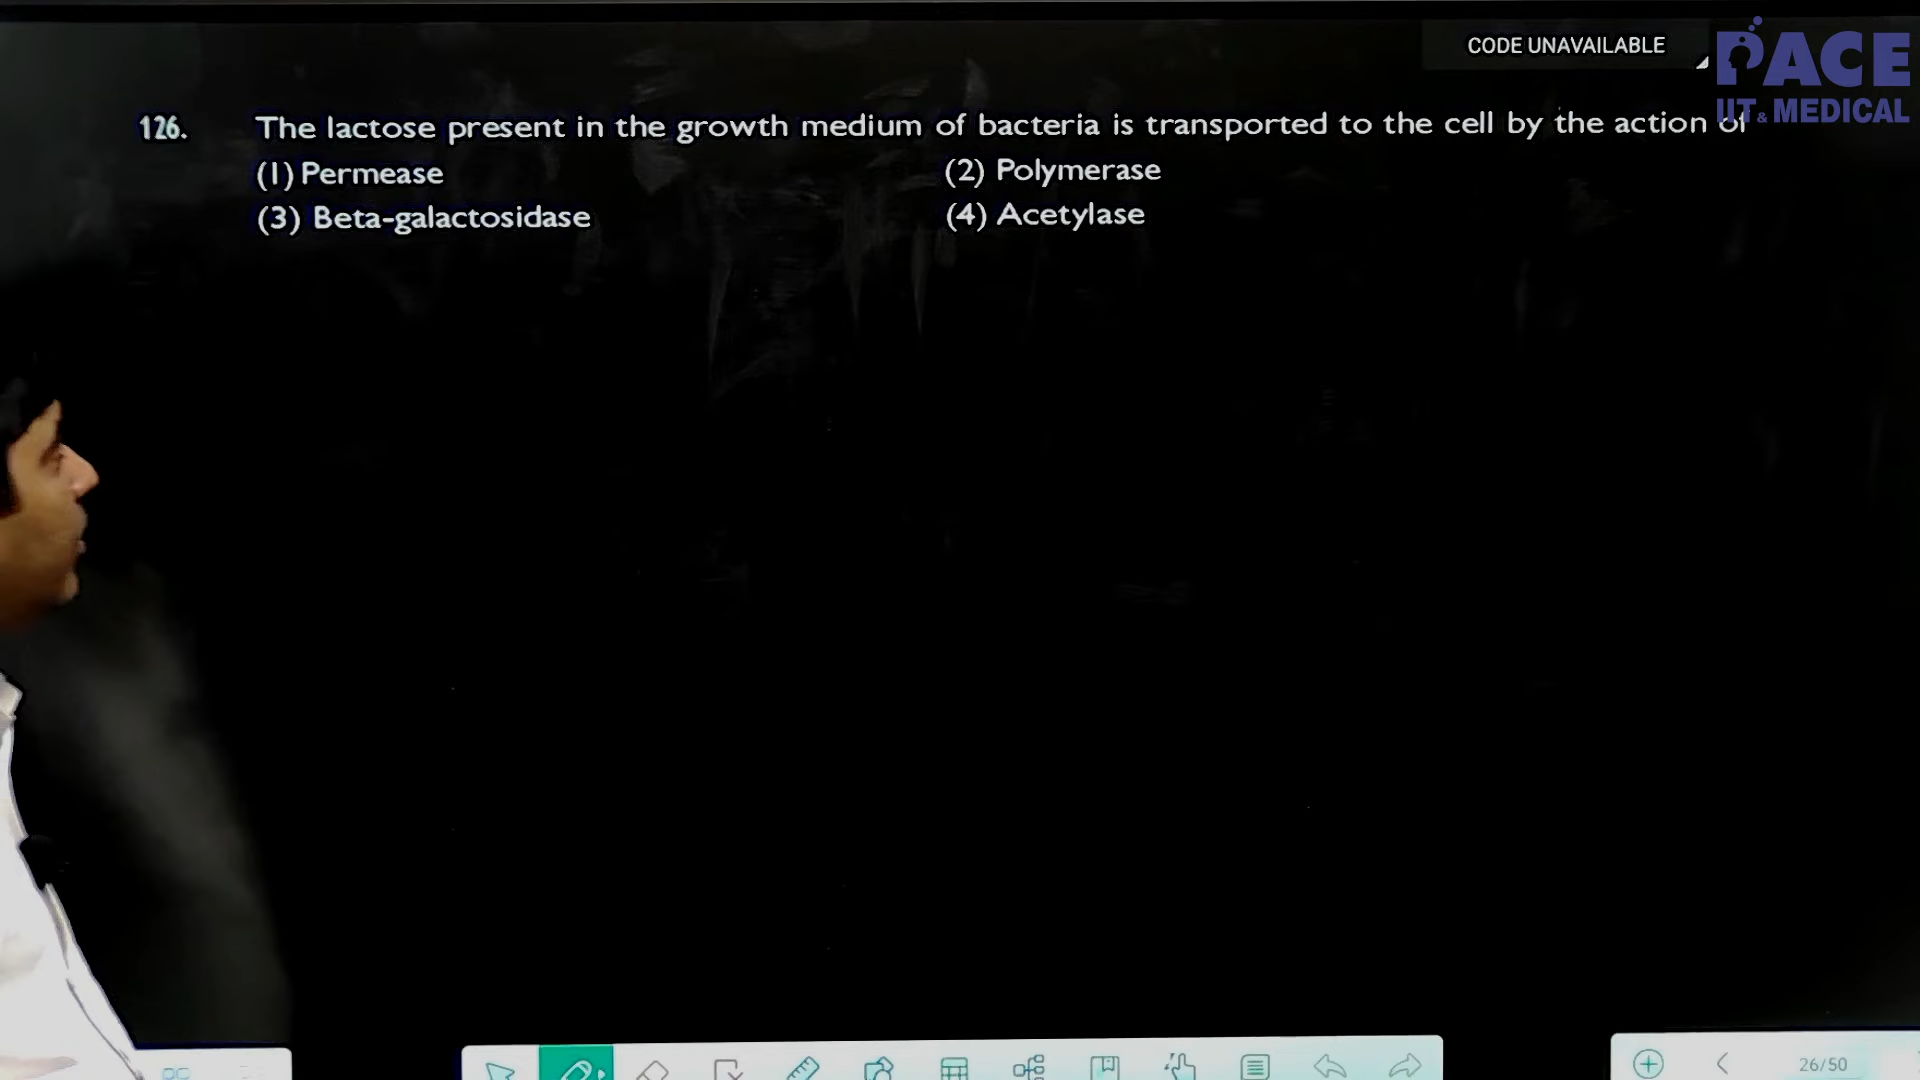 CODE UNAVAILABLE
PACE
IIT & MEDICAL
126. The lactose present in the growth medium of bacteria is transported to the cell by the action of
(1) Permease (2) Polymerase
(3) Beta-galactosidase (4) Acetylase
26/50